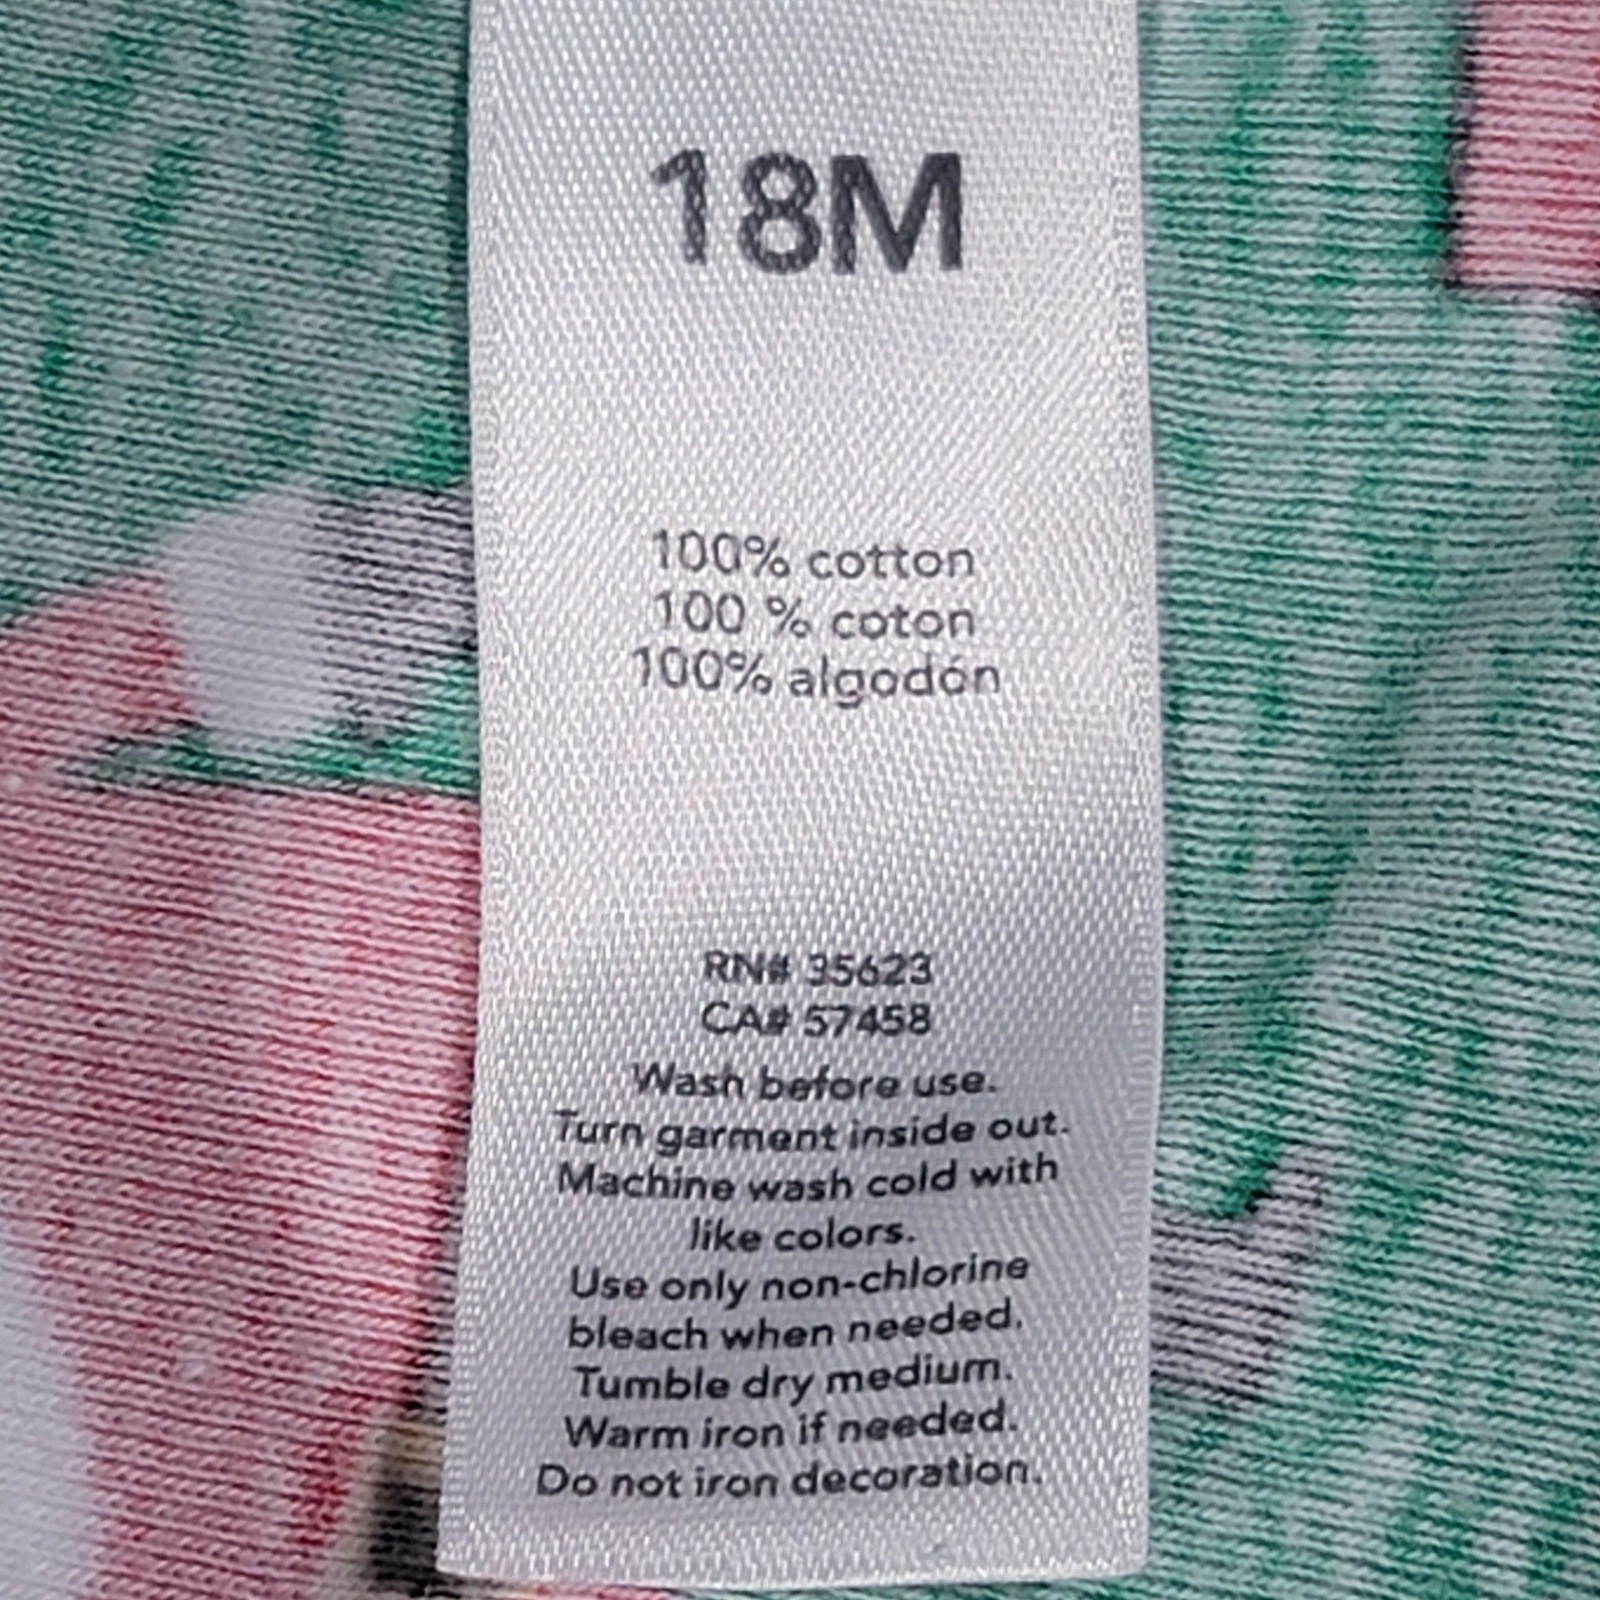 18M
100% cotton
100 % coton
100% algodón
RN# 35623
CA# 57458
Wash before use.
Turn garment inside out.
Machine wash cold with
like colors.
Use only non-chlorine
bleach when needed.
Tumble dry medium.
Warm iron if needed.
Do not iron decoration.